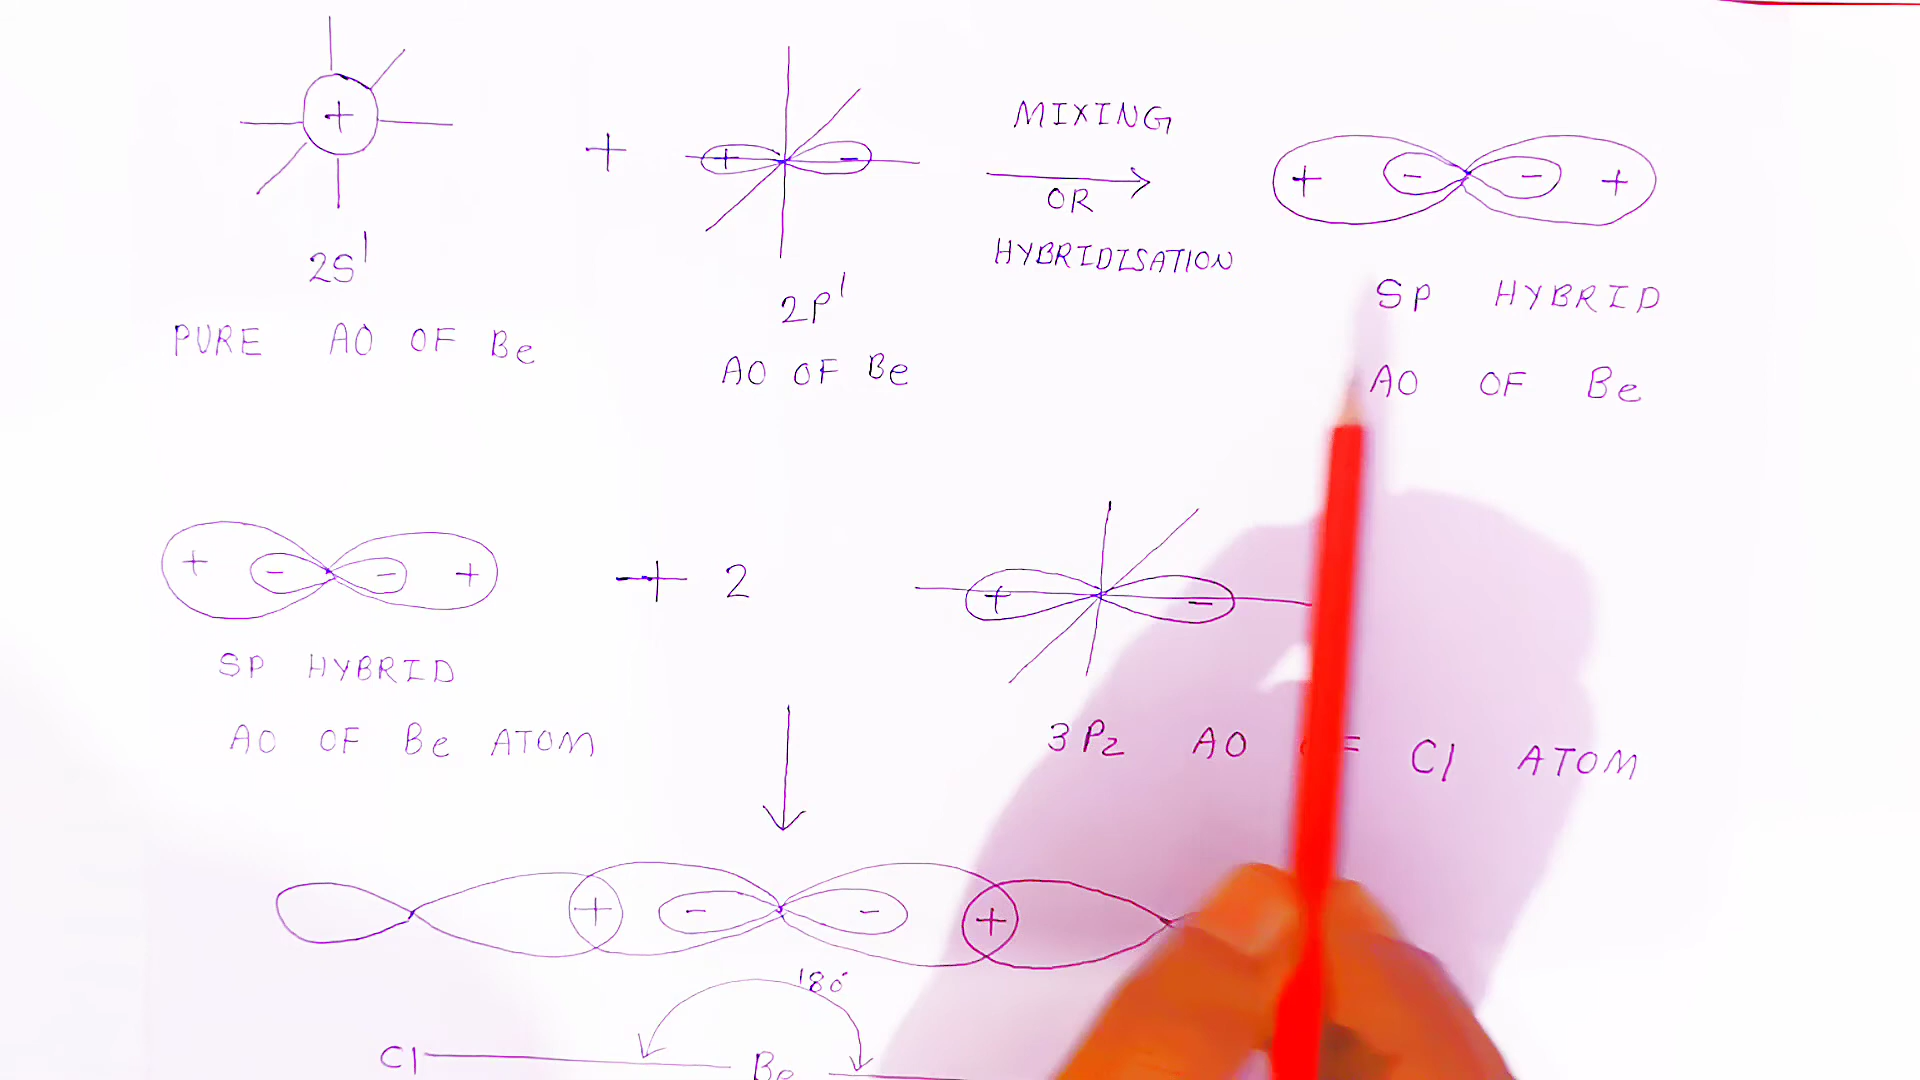 +
2S¹
PURE AO OF Be
+
+ -
2P¹
AO OF Be
MIXING
OR
HYBRIDISATION
+ - - +
SP HYBRID
AO OF Be
+ - - +
SP HYBRID
AO OF Be ATOM
+ 2
+ -
3Pz AO Cl ATOM
+ - - +
180°
Cl Be